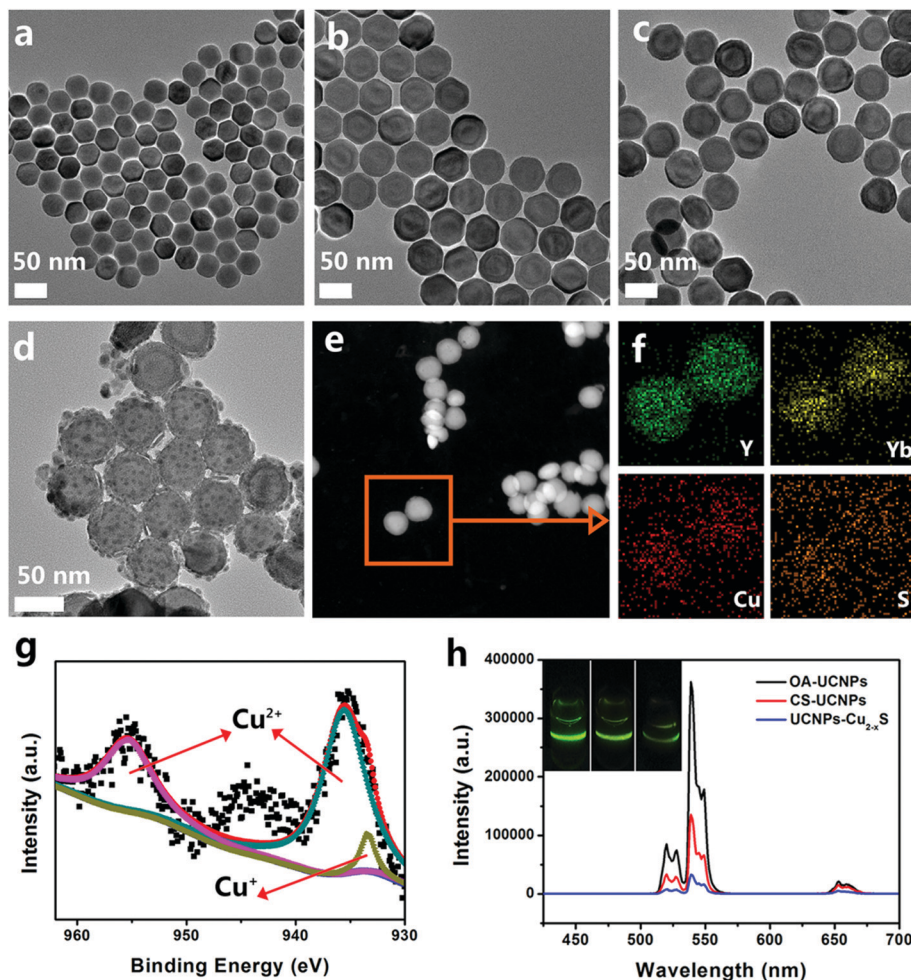 a
50 nm
b
50 nm
c
50 nm
d
50 nm
e
f
Y
Yb
Cu
S
g
Cu²⁺
Cu⁺
Intensity (a.u.)
960
950
940
930
Binding Energy (eV)
h
400000
300000
200000
100000
0
OA-UCNPs
CS-UCNPs
UCNPs-Cu₂₋ₓS
Intensity (a.u.)
450
500
550
600
650
700
Wavelength (nm)